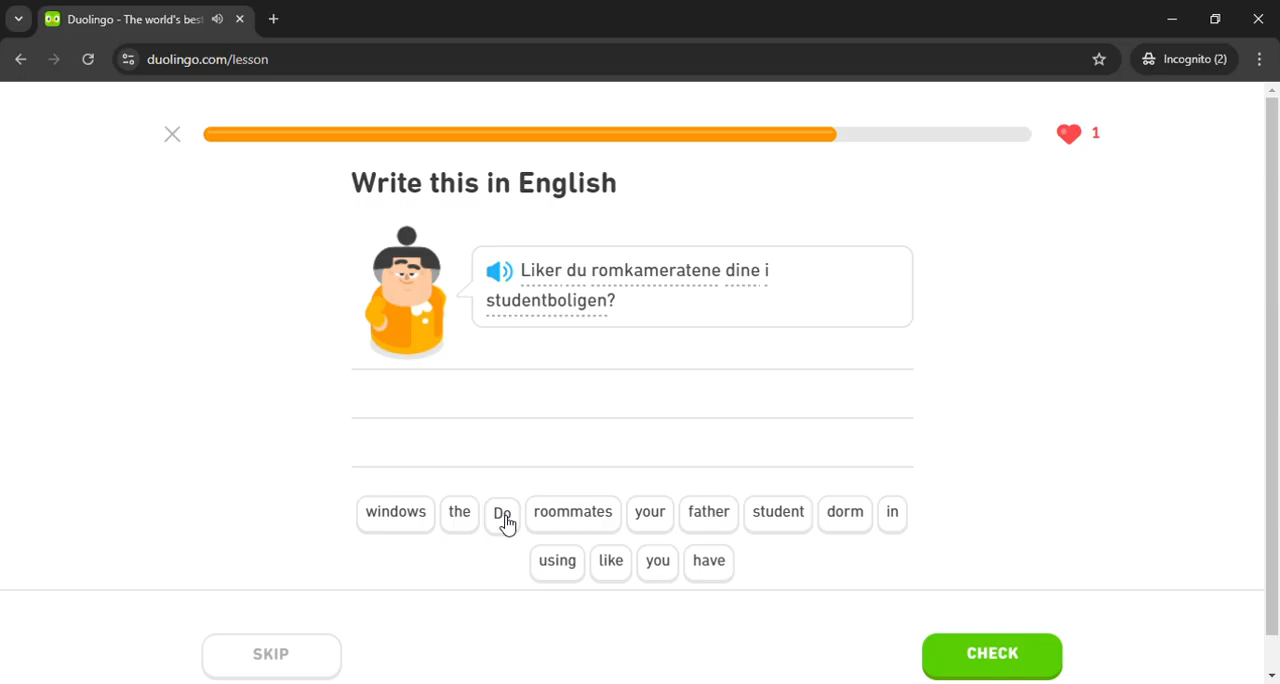 Duolingo - The world's bes
duolingo.com/lesson
Incognito (2)
1
Write this in English
Liker du romkameratene dine i
studentboligen?
windows the Do roommates your father student dorm in
using like you have
SKIP
CHECK